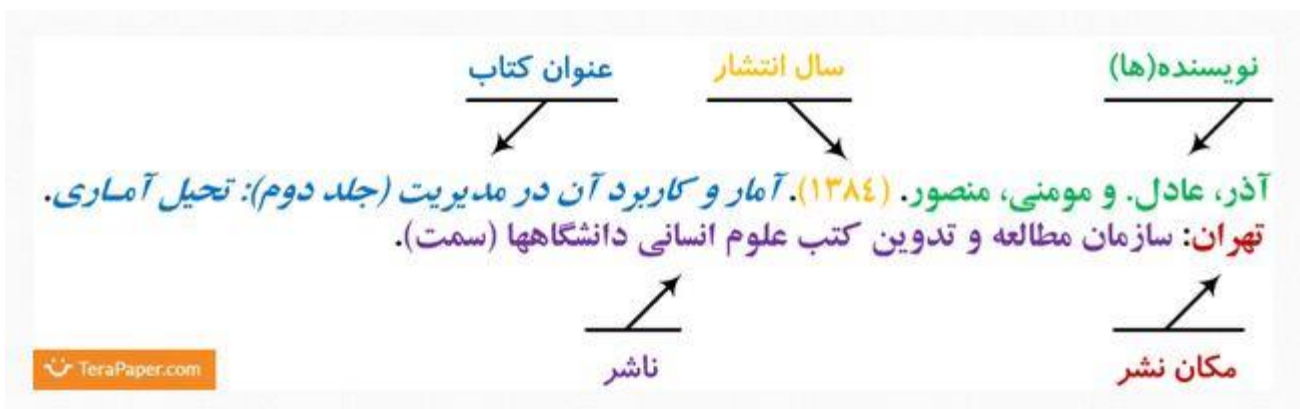 نویسنده(ها) سال انتشار عنوان کتاب
آذر، عادل. و مومنی، منصور. (۱۳۸٤). آمار و کاربرد آن در مدیریت (جلد دوم): تحیل آماری.
تهران: سازمان مطالعه و تدوین کتب علوم انسانی دانشگاهها (سمت).
مکان نشر ناشر
TeraPaper.com